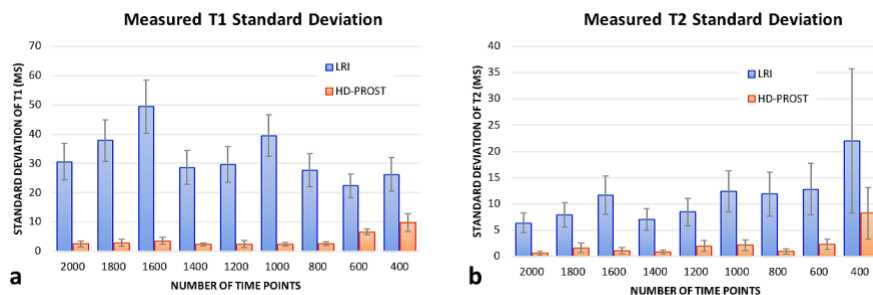 Measured T1 Standard Deviation
STANDARD DEVIATION OF T1 (MS)
70
60
50
40
30
20
10
0
LRI
HD-PROST
2000 1800 1600 1400 1200 1000 800 600 400
NUMBER OF TIME POINTS
a
Measured T2 Standard Deviation
STANDARD DEVIATION OF T2 (MS)
40
35
30
25
20
15
10
5
0
LRI
HD-PROST
2000 1800 1600 1400 1200 1000 800 600 400
NUMBER OF TIME POINTS
b